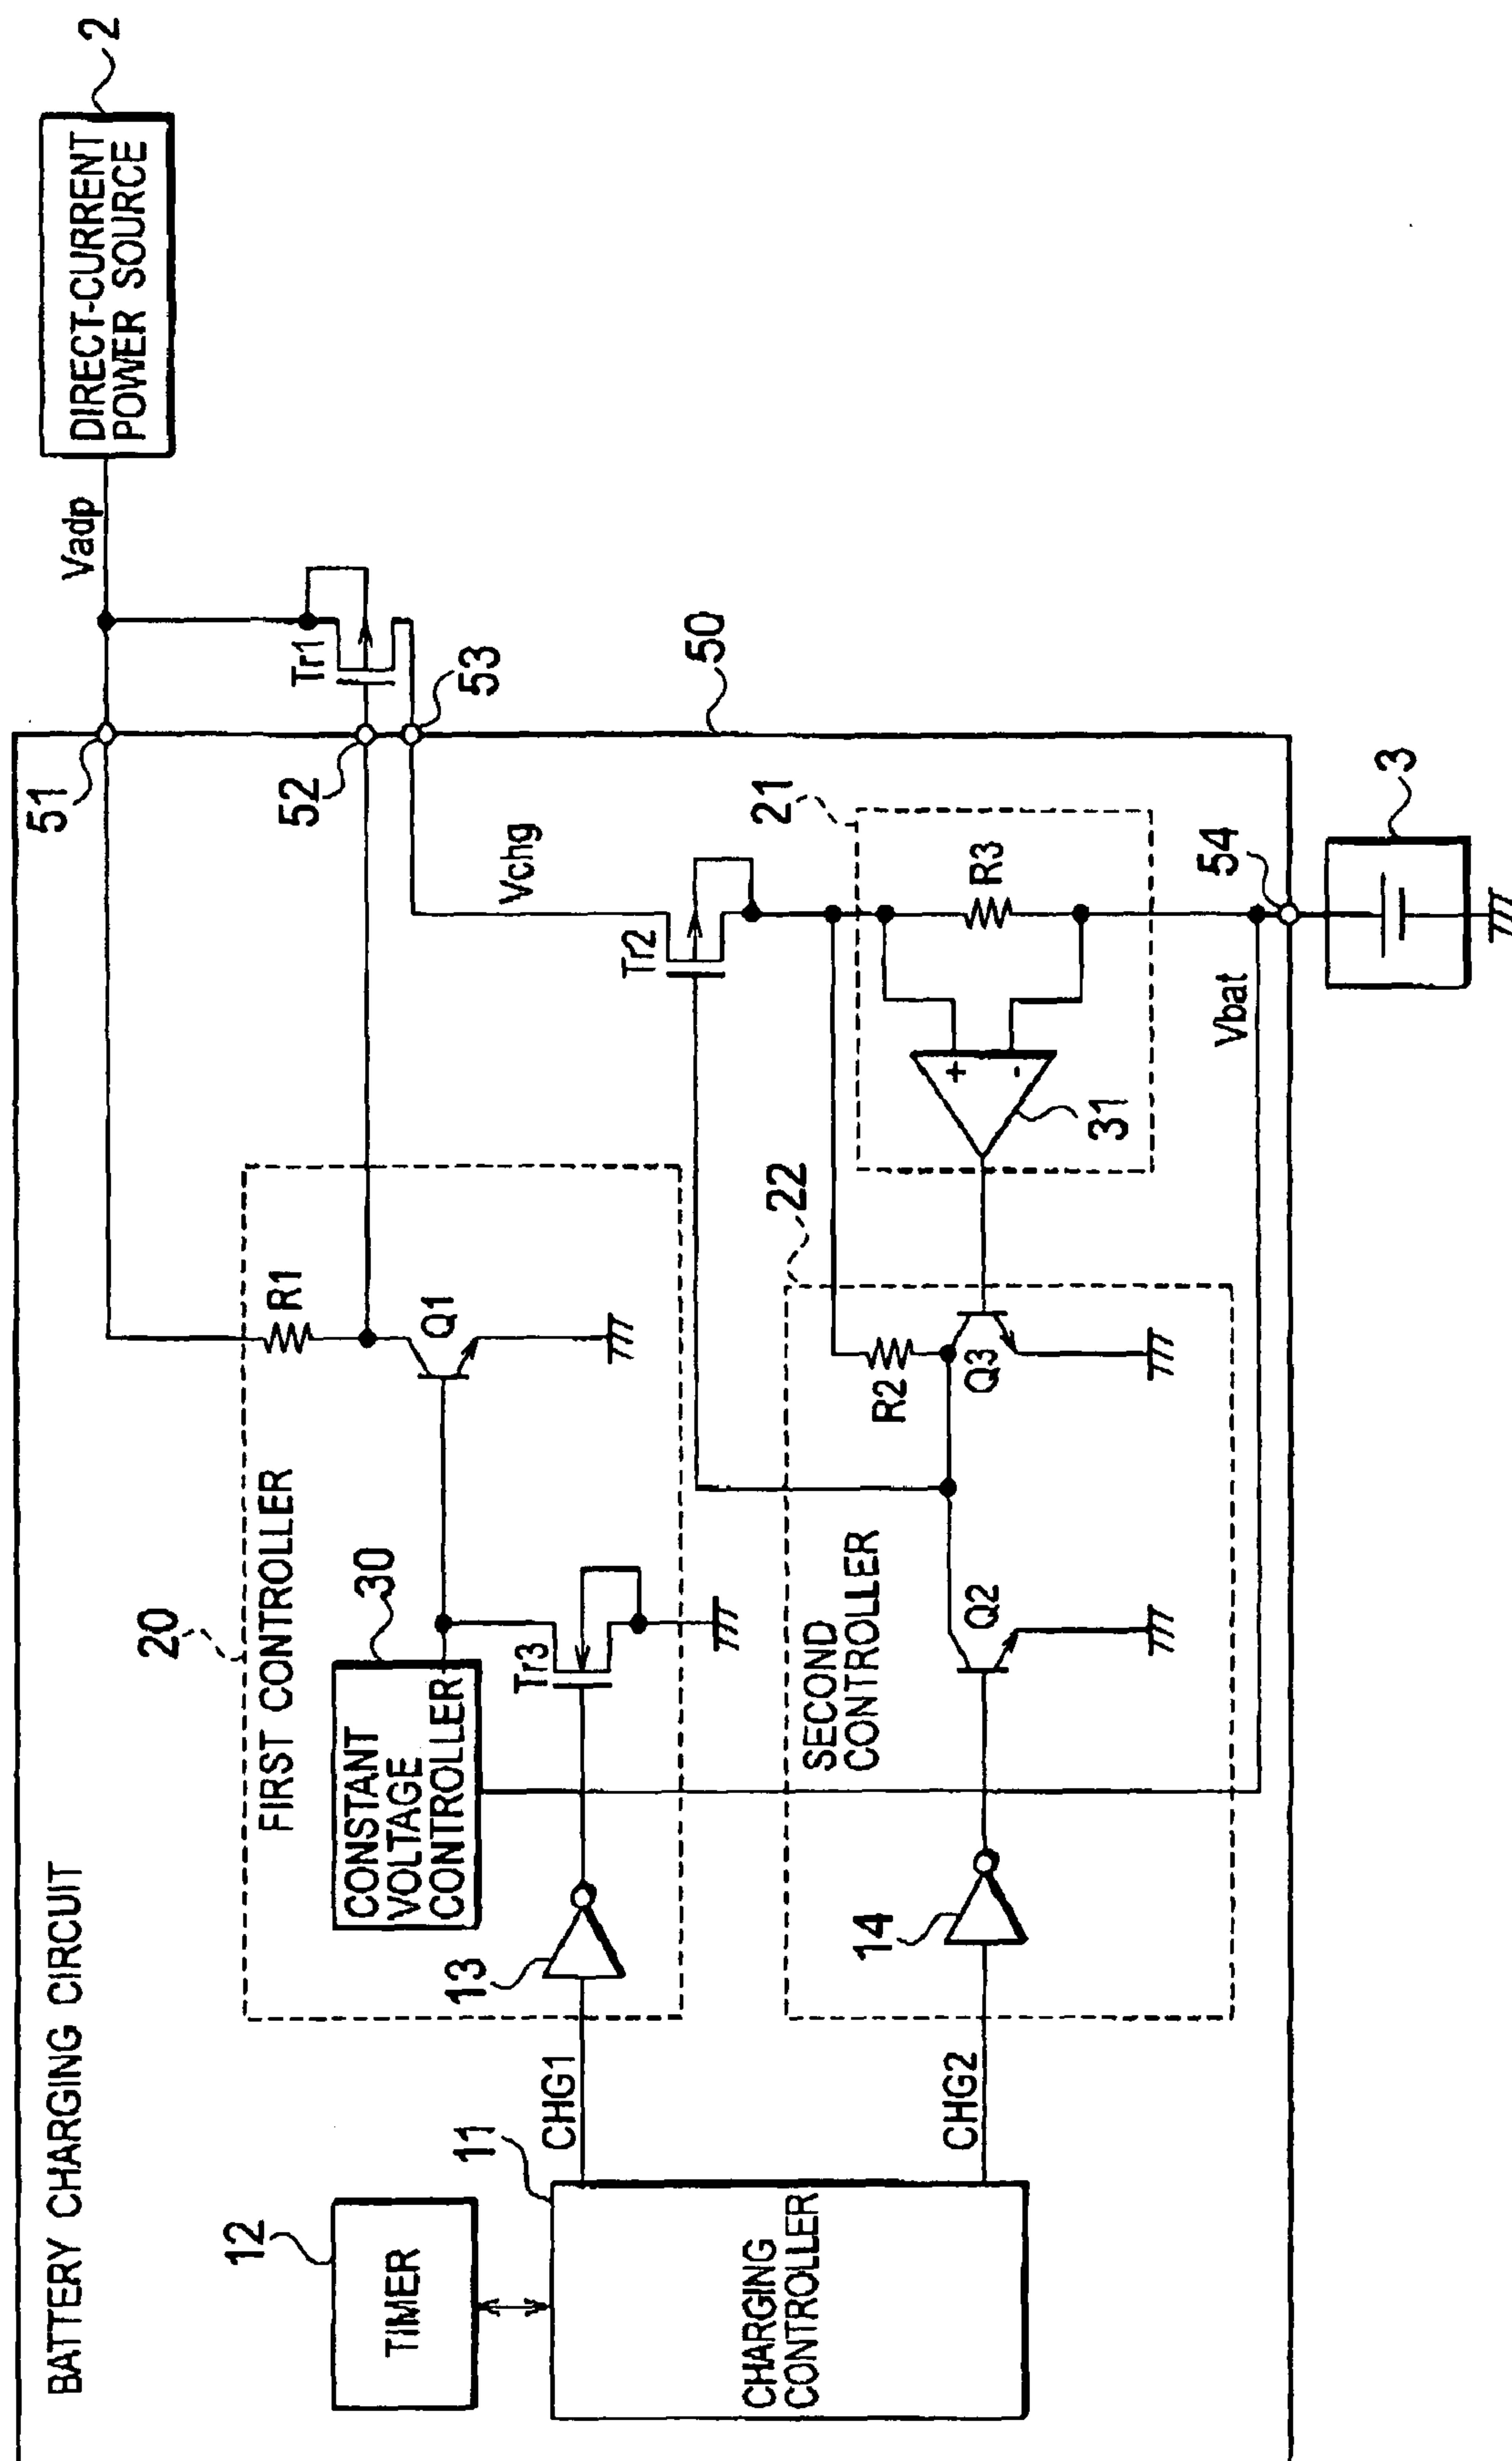 BATTERY CHARGING CIRCUIT
12
TIMER
11
CHARGING
CONTROLLER
CHG1
CHG2
20
FIRST CONTROLLER
30
CONSTANT
VOLTAGE
CONTROLLER
13
Tr3
Q1
R1
22
SECOND
CONTROLLER
14
Q2
Q3
R2
21
31
+
-
R3
Tr2
Vchg
51
52
53
50
Tr1
Vadp
2
DIRECT-CURRENT
POWER SOURCE
Vbat
54
3